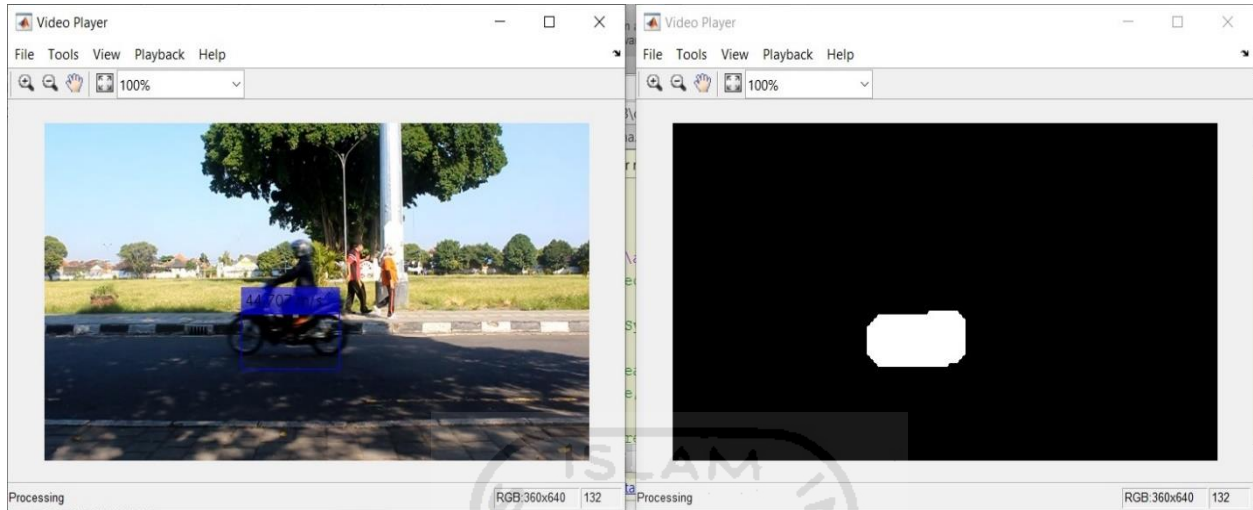 Video Player
File Tools View Playback Help
100%
Processing
RGB:360x640
132
Video Player
File Tools View Playback Help
100%
Processing
RGB:360x640
132
ISLAM